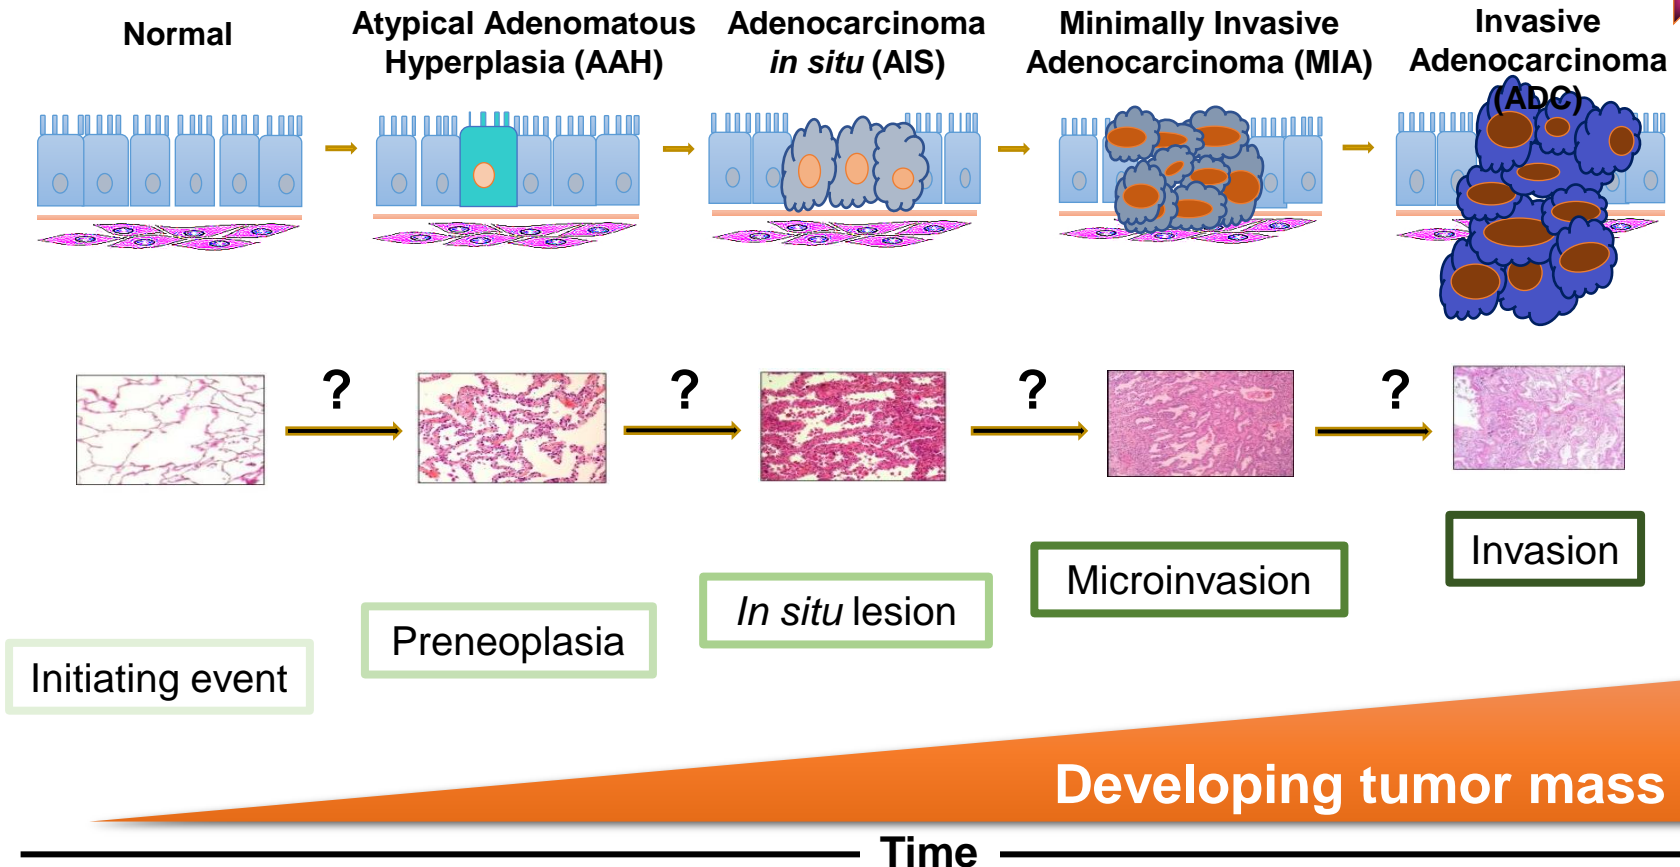 Normal
Atypical Adenomatous
Hyperplasia (AAH)
Adenocarcinoma
in situ (AIS)
Minimally Invasive
Adenocarcinoma (MIA)
Invasive
Adenocarcinoma
(ADC)
?
?
?
?
Initiating event
Preneoplasia
In situ lesion
Microinvasion
Invasion
Developing tumor mass
Time